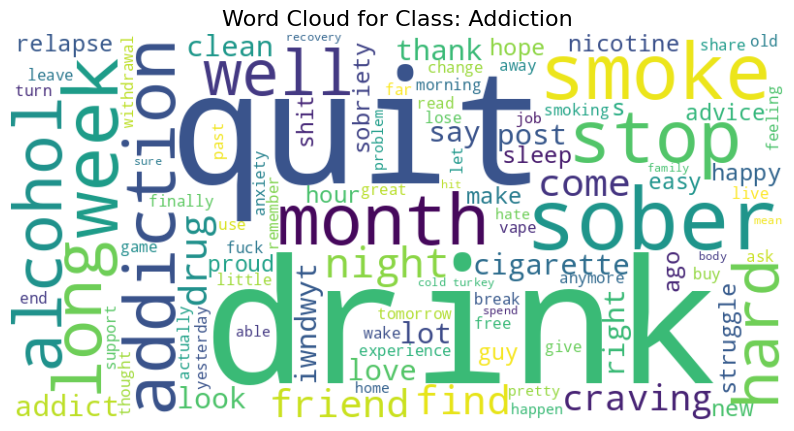 Word Cloud for Class: Addiction
relapse
withdrawal
clean
recovery
sobriety
thank
hope
nicotine
share
old
leave
turn
well
shit
change
away
far
morning
smoke
feeling
read
lose
smoking
s
advice
alcohol
week
addiction
quit
past
problem
say
job
post
stop
sure
anxiety
let
sleep
family
happy
long
finally
drug
use
remember
hour
great
make
hit
hate
vape
come
easy
live
month
sober
mean
game
fuck
proud
little
night
cigarette
anymore
ago
body
buy
ask
hard
end
support
actually
yesterday
able
drink
iwndwyt
cold turkey
break
spend
free
tomorrow
wake
lot
guy
give
right
struggle
thought
experience
love
home
pretty
happen
addict
look
friend
find
craving
new